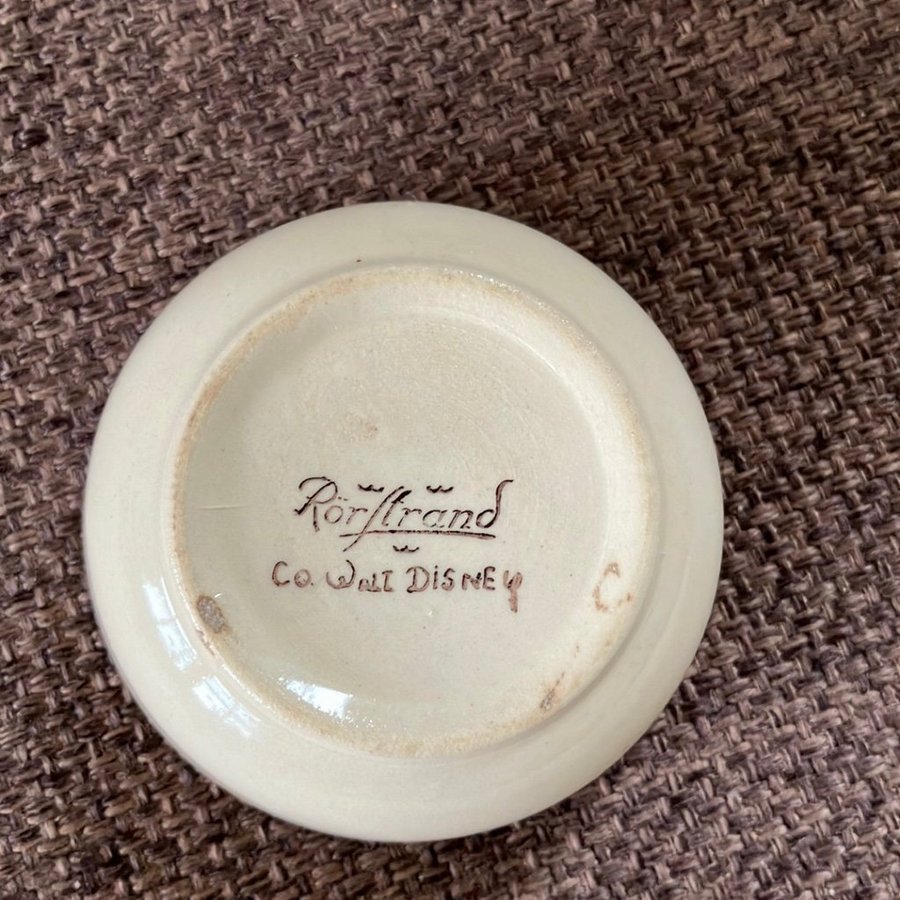 Rörstrand
CO. WALT DISNEY
C.